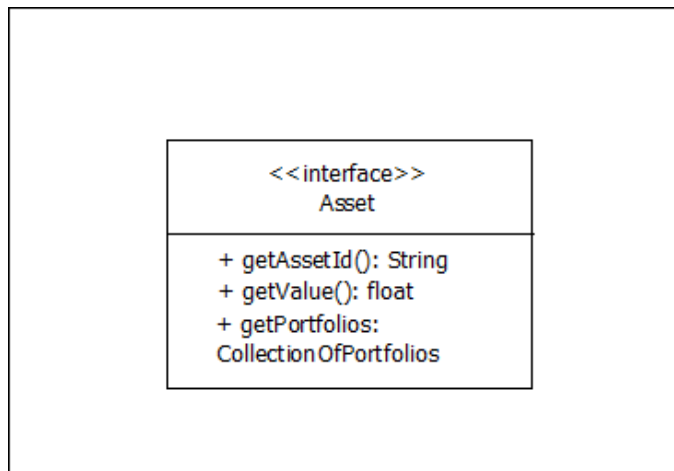 <<interface>>
Asset
+ getAssetId(): String
+ getValue(): float
+ getPortfolios:
CollectionOfPortfolios